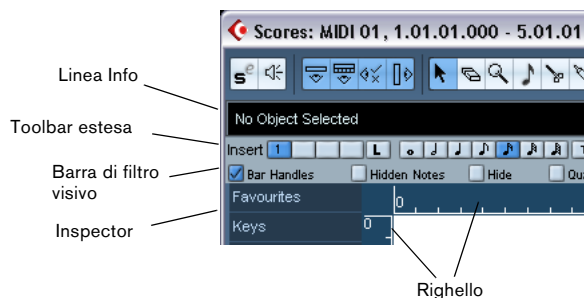 Scores: MIDI 01, 1.01.01.000 - 5.01.01
Linea Info
No Object Selected
Toolbar estesa
Insert 1 L
Barra di filtro visivo
Bar Handles Hidden Notes Hide
Favourites 0
Inspector
Keys 0
Righello